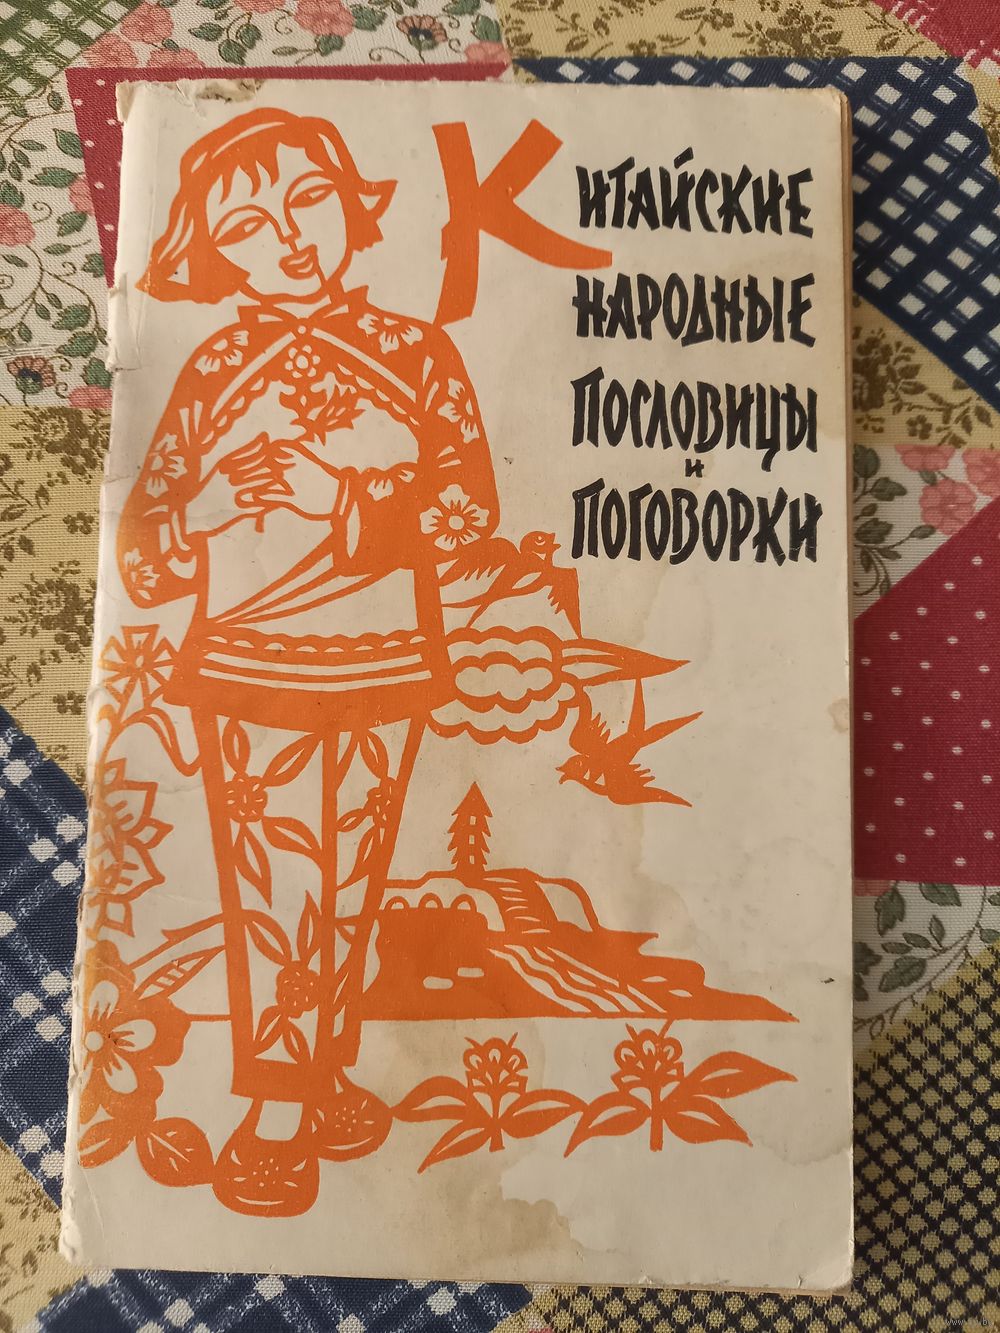 Китайские
народные
пословицы
и
поговорки